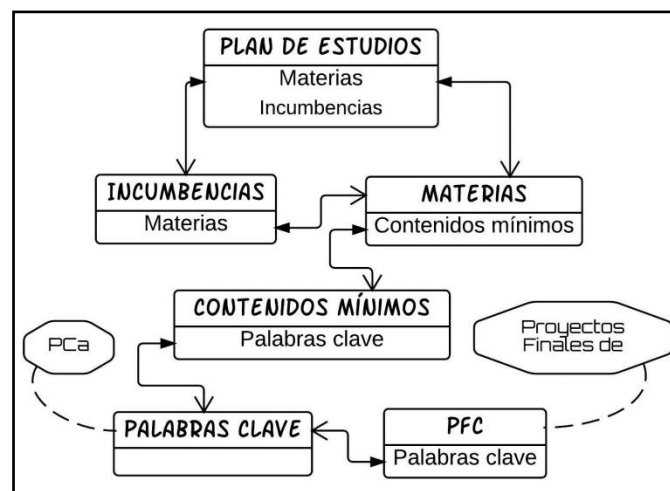 PLAN DE ESTUDIOS
Materias
Incumbencias
INCUMBENCIAS
Materias
MATERIAS
Contenidos mínimos
CONTENIDOS MÍNIMOS
Palabras clave
PCa
Proyectos
Finales de
PALABRAS CLAVE
PFC
Palabras clave